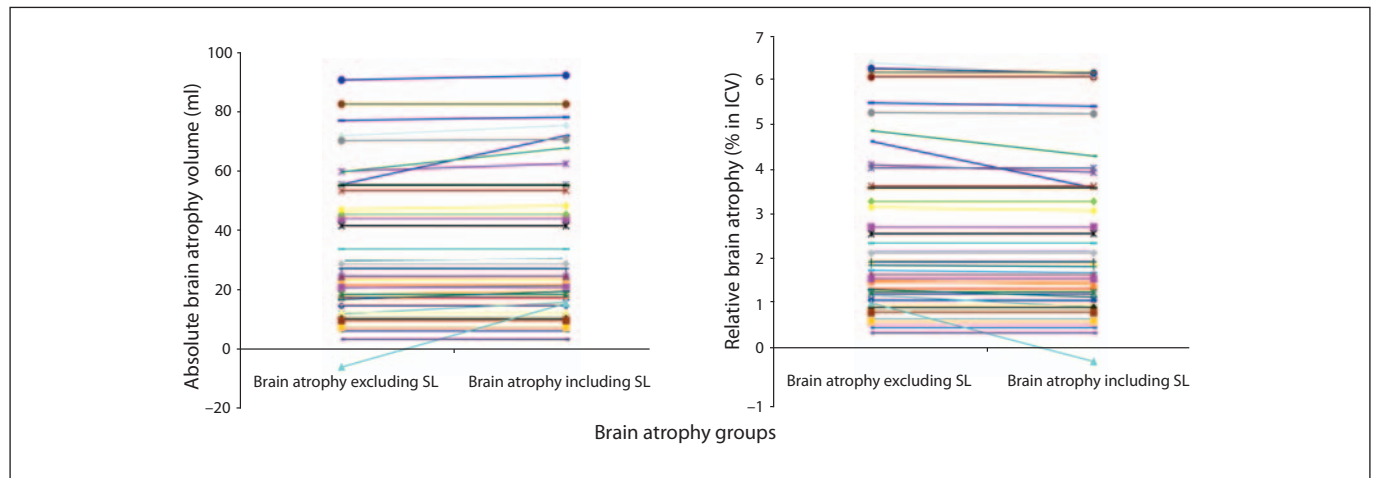 Absolute brain atrophy volume (ml)
100
80
60
40
20
0
–20
Brain atrophy excluding SL
Brain atrophy including SL
Relative brain atrophy (% in ICV)
7
6
5
4
3
2
1
0
–1
Brain atrophy excluding SL
Brain atrophy including SL
Brain atrophy groups